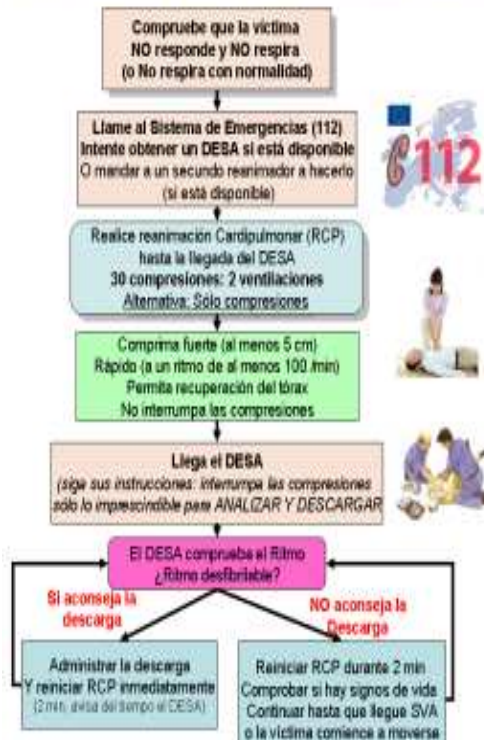 Compruebe que la víctima
NO responde y NO respira
(o No respira con normalidad)
Llame al Sistema de Emergencias (112)
Intente obtener un DESA si está disponible
O mandar a un secundo reanimador a hacerlo
(si está disponible)
112
Realice reanimación Cardipulmonar (RCP)
hasta la llegada del DESA
30 compresiones: 2 ventilaciones
Alternativa: Sólo compresiones
Comprima fuerte (al menos 5 cm)
Rápido (a un ritmo de al menos 100 /min)
Permita recuperación del tórax
No interrumpa las compresiones
Llega el DESA
(siga sus instrucciones: interrumpa las compresiones
sólo lo imprescindible para ANALIZAR Y DESCARGAR
El DESA comprueba el Ritmo
¿Ritmo desfibrilable?
SI aconseja la
descarga
NO aconseja la
Descarga
Administrar la descarga
Y reiniciar RCP inmediatamente
(2 min. avisa del tiempo el DESA)
Reiniciar RCP durante 2 min
Comprobar si hay signos de vida
Continuar hasta que llegue SVA
o la víctima comience a moverse